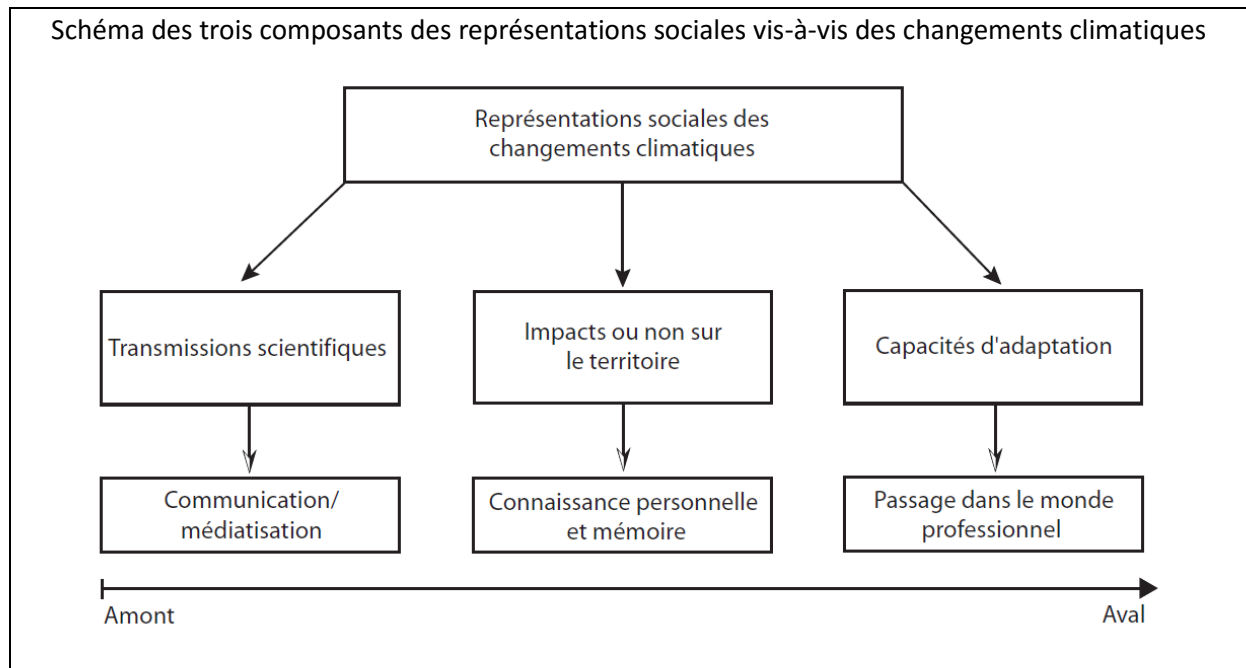 Schéma des trois composants des représentations sociales vis-à-vis des changements climatiques
Représentations sociales des
changements climatiques
Transmissions scientifiques
Impacts ou non sur
le territoire
Capacités d'adaptation
Communication/
médiatisation
Connaissance personnelle
et mémoire
Passage dans le monde
professionnel
Amont
Aval